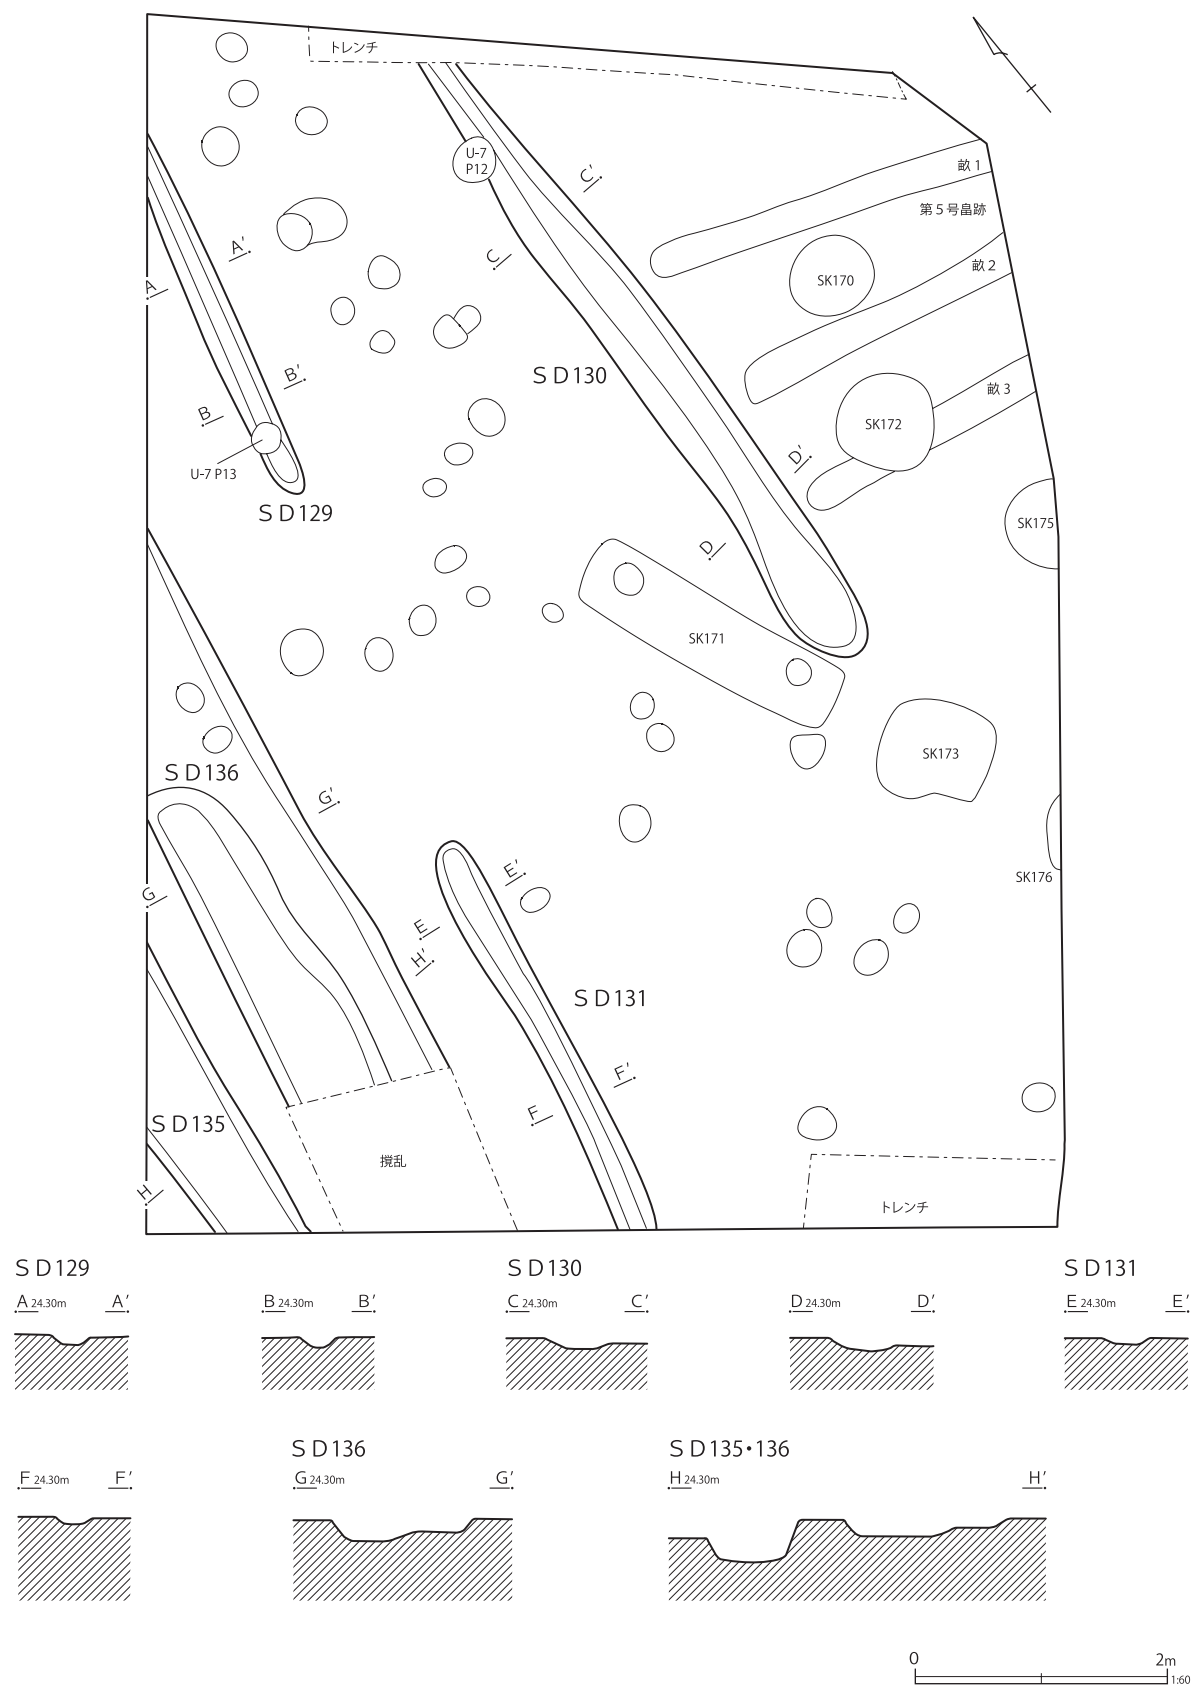 トレンチ
U-7
P12
C′
畝 1
第 5 号畠跡
A′
C
畝 2
SK170
A
B′
S D130
畝 3
B
SK172
D′
U-7 P13
S D129
SK175
D
SK171
SK173
S D136
G′
E′
SK176
G
E
H′
S D131
F′
F
S D135
撹乱
H
トレンチ
S D129
A 24.30m A′
B 24.30m B′
S D130
C 24.30m C′
D 24.30m D′
S D131
E 24.30m E′
F 24.30m F′
S D136
G 24.30m G′
S D135・136
H 24.30m H′
0 2m
1:60